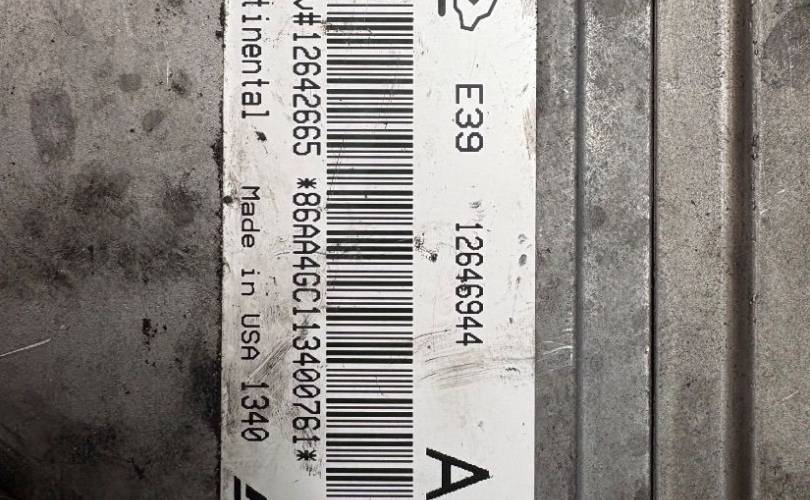 E39 12646944
A
v#12642665 *86AA4GC113400761*
tinental Made in USA 1340